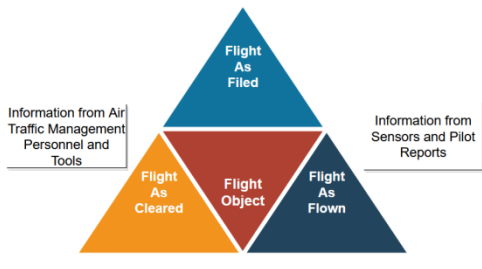 Flight
As
Filed
Information from Air
Traffic Management
Personnel and
Tools
Information from
Sensors and Pilot
Reports
Flight
As
Cleared
Flight
Object
Flight
As
Flown